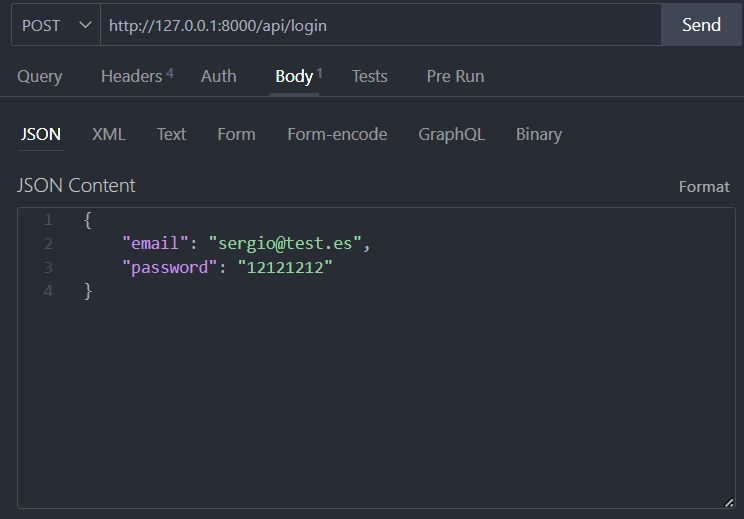 POST http://127.0.0.1:8000/api/login Send
Query Headers 4 Auth Body 1 Tests Pre Run
JSON XML Text Form Form-encode GraphQL Binary
JSON Content Format
1 {
2 "email": "sergio@test.es",
3 "password": "12121212"
4 }